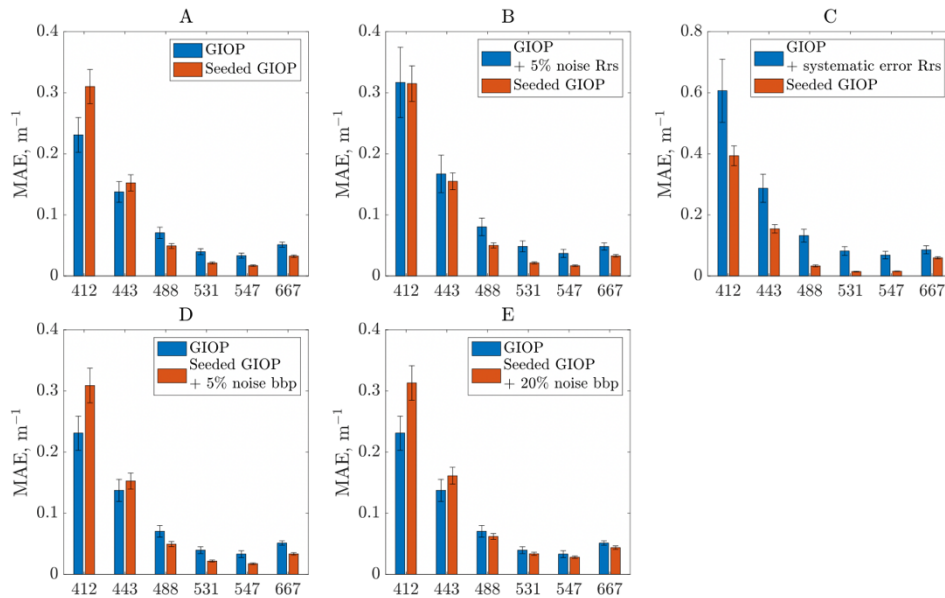 A
MAE, m−1
0.4
0.3
0.2
0.1
0
GIOP
Seeded GIOP
412 443 488 531 547 667
B
MAE, m−1
0.4
0.3
0.2
0.1
0
GIOP
+ 5% noise Rrs
Seeded GIOP
412 443 488 531 547 667
C
MAE, m−1
0.8
0.6
0.4
0.2
0
GIOP
+ systematic error Rrs
Seeded GIOP
412 443 488 531 547 667
D
MAE, m−1
0.4
0.3
0.2
0.1
0
GIOP
Seeded GIOP
+ 5% noise bbp
412 443 488 531 547 667
E
MAE, m−1
0.4
0.3
0.2
0.1
0
GIOP
Seeded GIOP
+ 20% noise bbp
412 443 488 531 547 667